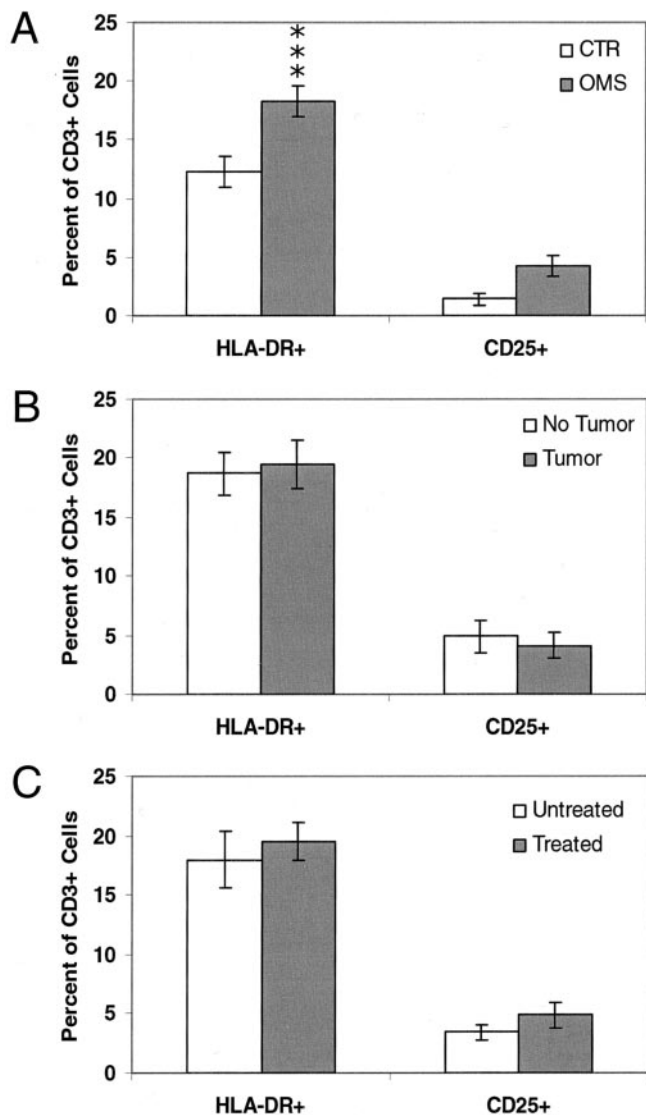 A
25
20
15
10
5
0
Percent of CD3+ Cells
***
CTR
OMS
HLA-DR+ CD25+
B
25
20
15
10
5
0
Percent of CD3+ Cells
No Tumor
Tumor
HLA-DR+ CD25+
C
25
20
15
10
5
0
Percent of CD3+ Cells
Untreated
Treated
HLA-DR+ CD25+